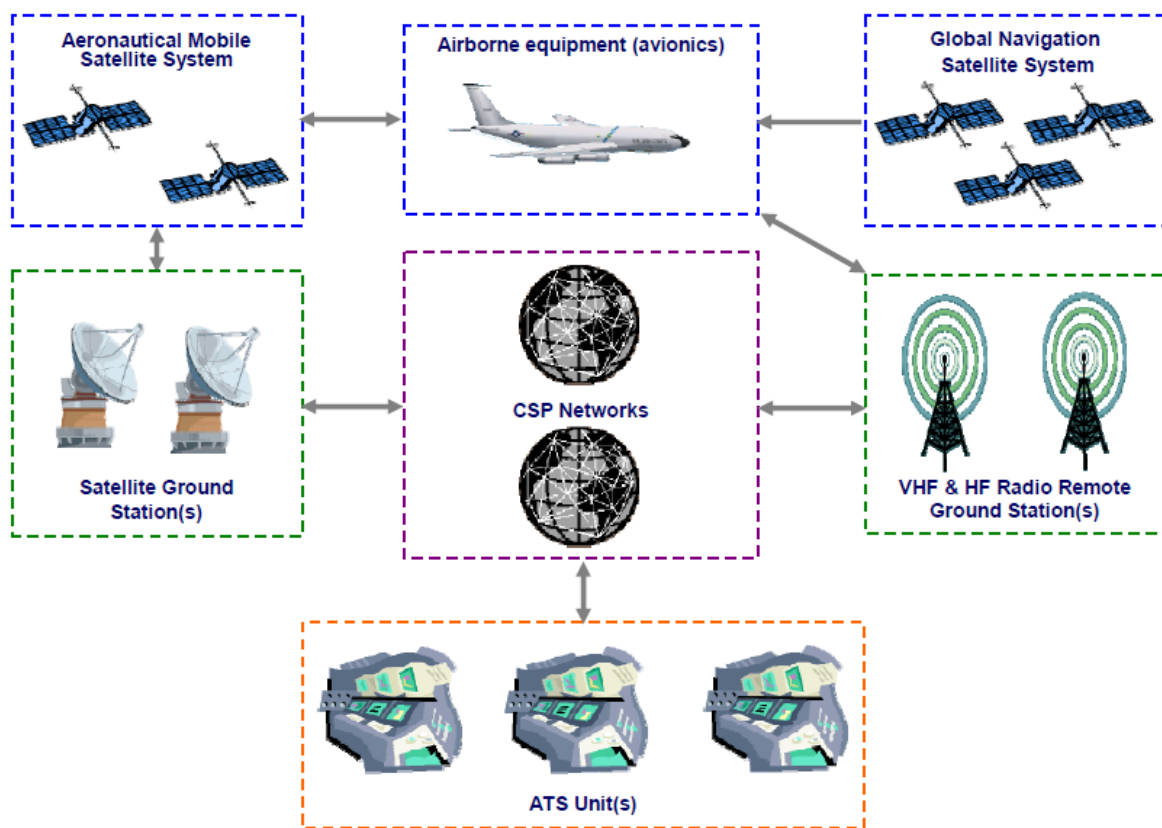 Aeronautical Mobile
Satellite System
Airborne equipment (avionics)
Global Navigation
Satellite System
CSP Networks
Satellite Ground
Station(s)
VHF & HF Radio Remote
Ground Station(s)
ATS Unit(s)